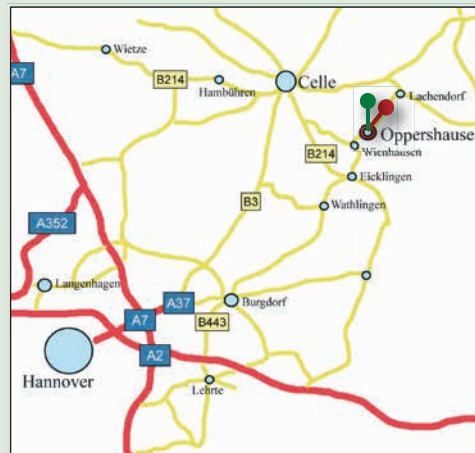 Wietze
A7
B214
Celle
Hambühren
Lachendorf
Oppershause
B214
Wienhausen
Eicklingen
B3
Wathlingen
A352
Langenhagen
A37
Burgdorf
A7
B443
Hannover
A2
Lehrte